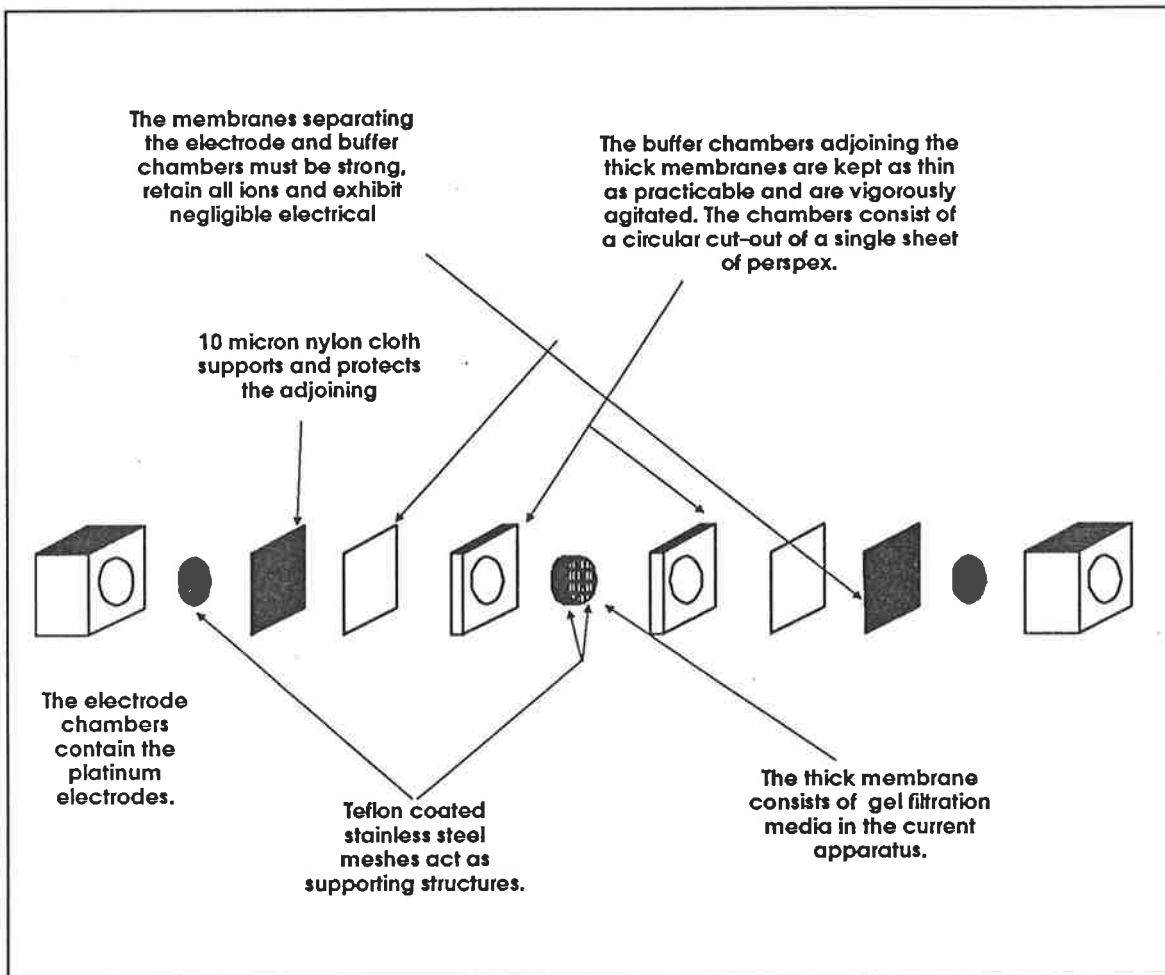 The membranes separating
the electrode and buffer
chambers must be strong,
retain all ions and exhibit
negligible electrical
The buffer chambers adjoining the
thick membranes are kept as thin
as practicable and are vigorously
agitated. The chambers consist of
a circular cut-out of a single sheet
of perspex.
10 micron nylon cloth
supports and protects
the adjoining
The electrode
chambers
contain the
platinum
electrodes.
Teflon coated
stainless steel
meshes act as
supporting structures.
The thick membrane
consists of gel filtration
media in the current
apparatus.